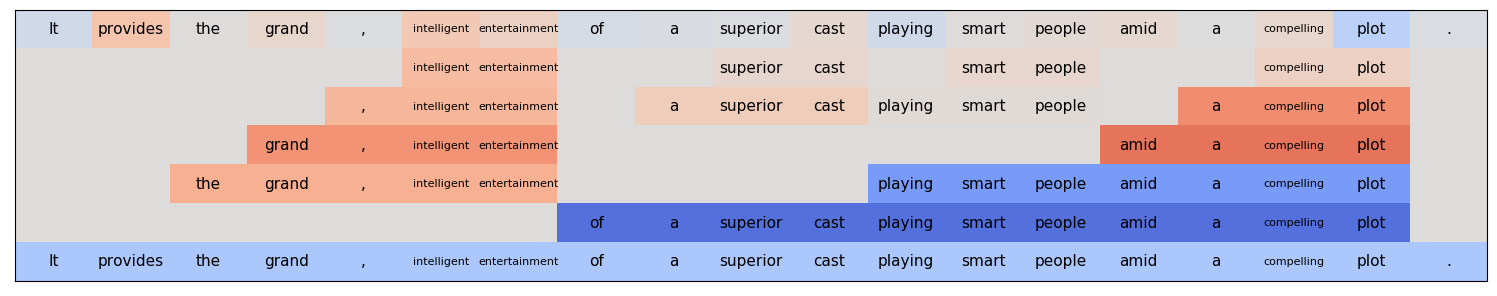 It provides the grand , intelligent entertainment of a superior cast playing smart people amid a compelling plot .
intelligent entertainment superior cast smart people compelling plot
, intelligent entertainment a superior cast playing smart people a compelling plot
grand , intelligent entertainment amid a compelling plot
the grand , intelligent entertainment playing smart people amid a compelling plot
of a superior cast playing smart people amid a compelling plot
It provides the grand , intelligent entertainment of a superior cast playing smart people amid a compelling plot .